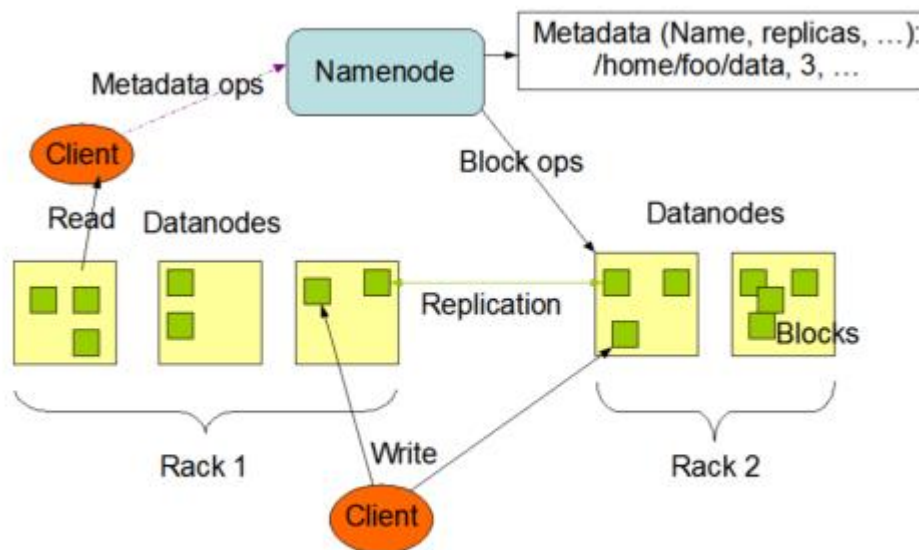 Metadata (Name, replicas, …):
/home/foo/data, 3, …
Namenode
Metadata ops
Client
Block ops
Read
Datanodes
Datanodes
Replication
Blocks
Rack 1
Write
Rack 2
Client